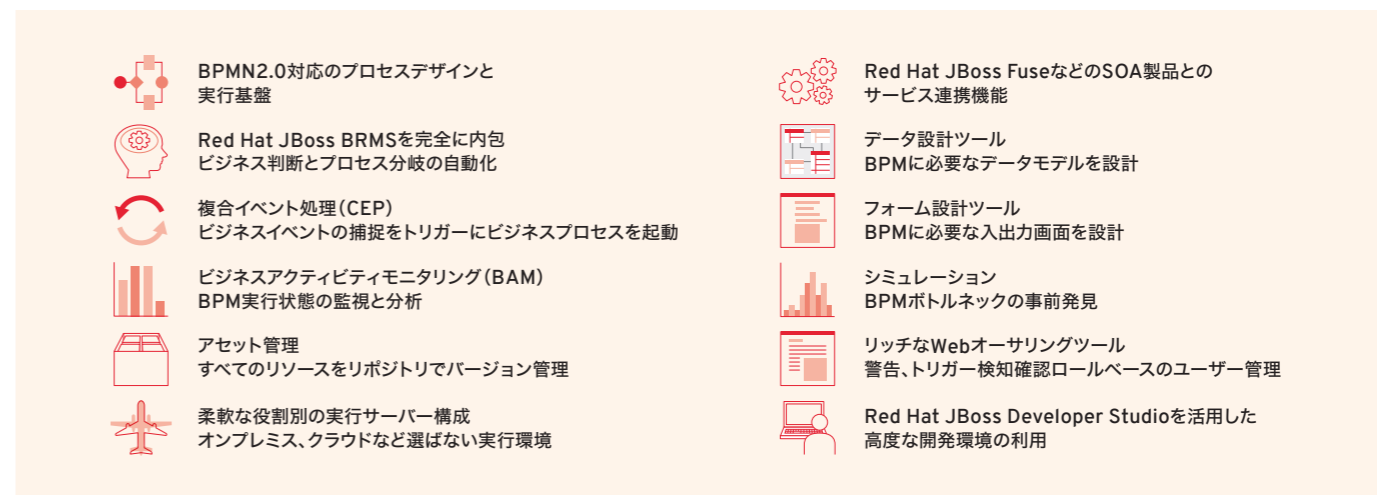 BPMN2.0対応のプロセスデザインと
実行基盤
Red Hat JBoss BRMSを完全に内包
ビジネス判断とプロセス分岐の自動化
複合イベント処理（CEP）
ビジネスイベントの捕捉をトリガーにビジネスプロセスを起動
ビジネスアクティビティモニタリング（BAM）
BPM実行状態の監視と分析
アセット管理
すべてのリソースをリポジトリでバージョン管理
柔軟な役割別の実行サーバー構成
オンプレミス、クラウドなど選ばない実行環境
Red Hat JBoss FuseなどのSOA製品との
サービス連携機能
データ設計ツール
BPMに必要なデータモデルを設計
フォーム設計ツール
BPMに必要な入出力画面を設計
シミュレーション
BPMボトルネックの事前発見
リッチなWebオーサリングツール
警告、トリガー検知確認ロールベースのユーザー管理
Red Hat JBoss Developer Studioを活用した
高度な開発環境の利用